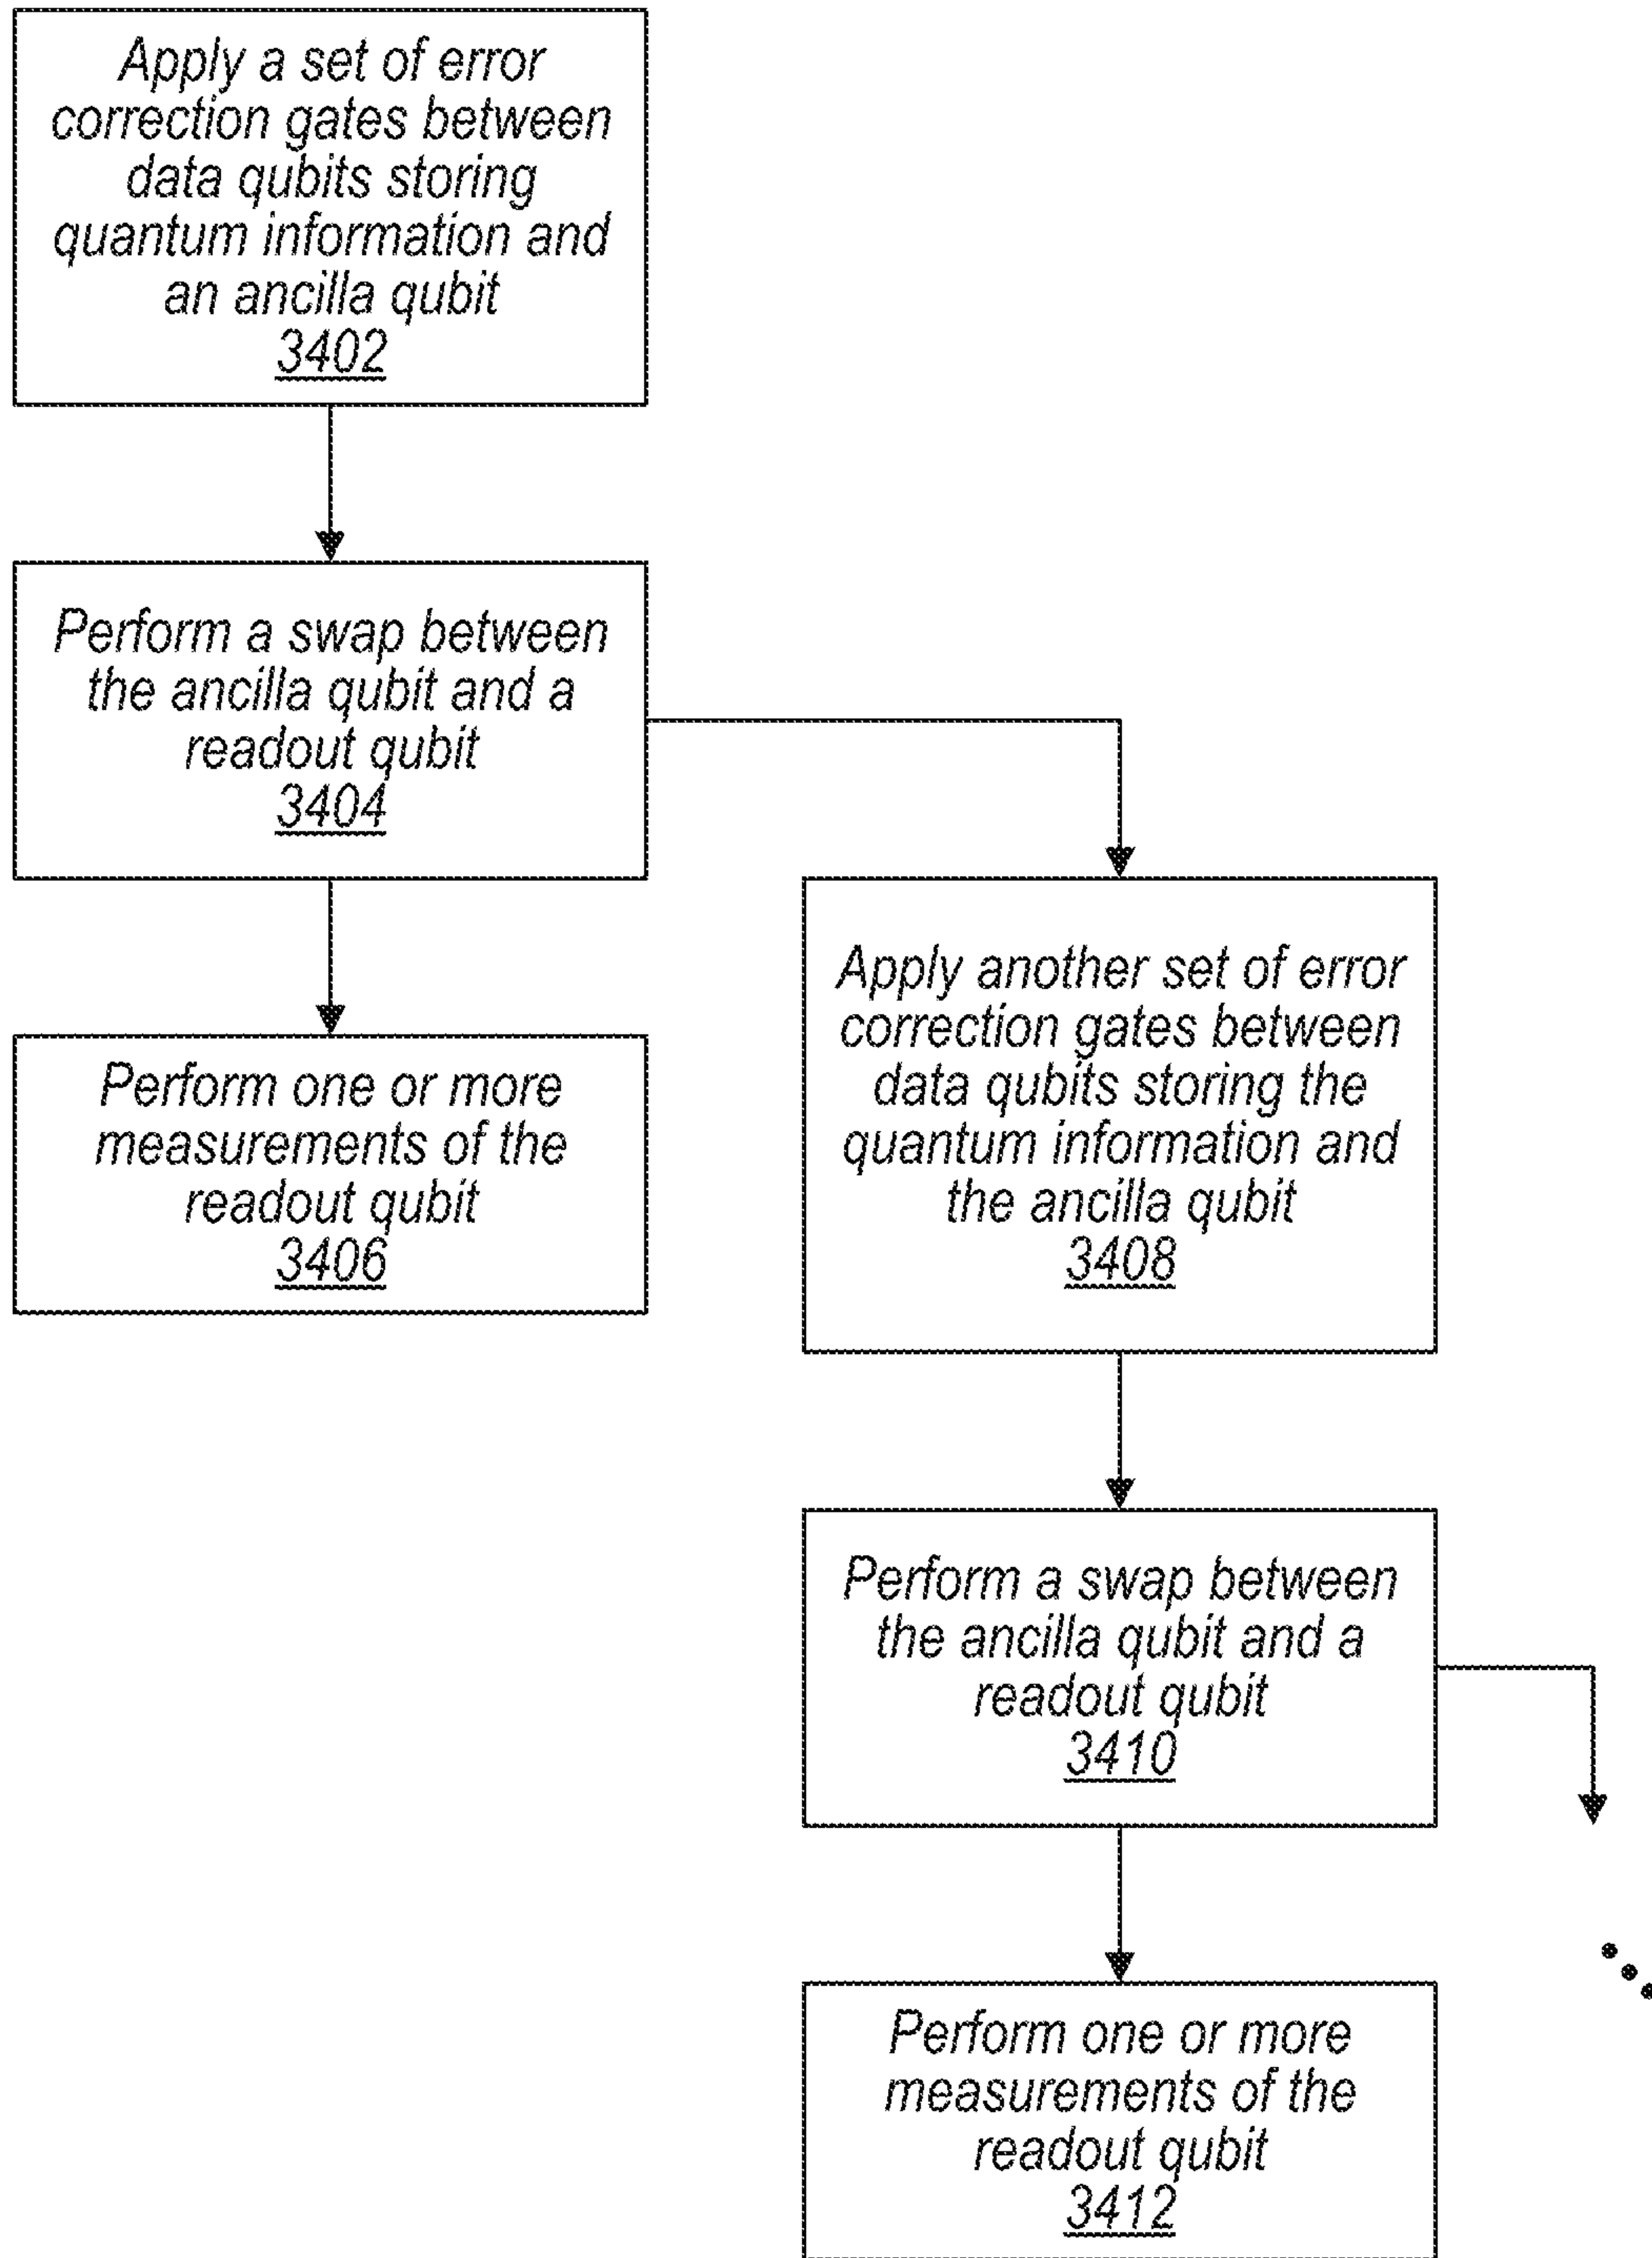 Apply a set of error
correction gates between
data qubits storing
quantum information and
an ancilla qubit
3402
Perform a swap between
the ancilla qubit and a
readout qubit
3404
Perform one or more
measurements of the
readout qubit
3406
Apply another set of error
correction gates between
data qubits storing the
quantum information and
the ancilla qubit
3408
Perform a swap between
the ancilla qubit and a
readout qubit
3410
Perform one or more
measurements of the
readout qubit
3412